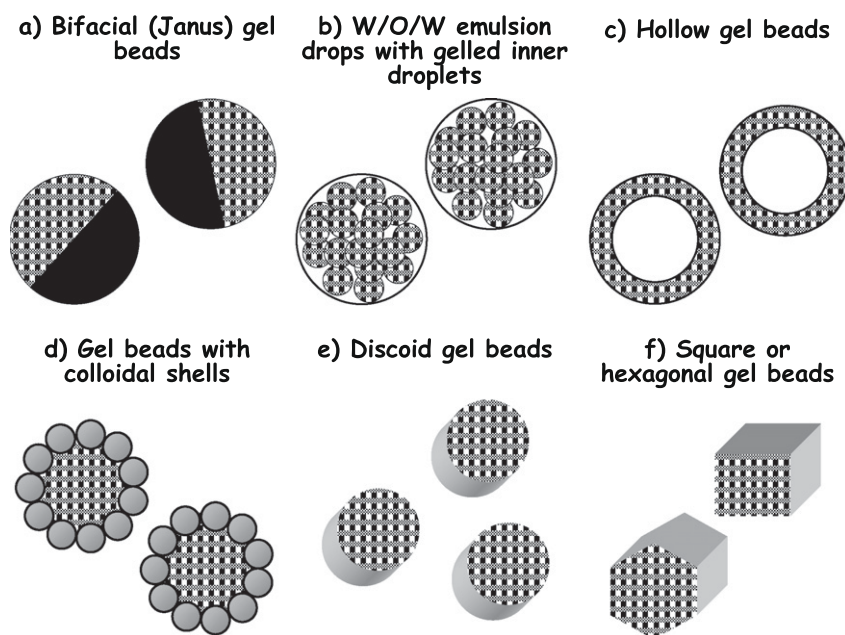 a) Bifacial (Janus) gel
beads
b) W/O/W emulsion
drops with gelled inner
droplets
c) Hollow gel beads
d) Gel beads with
colloidal shells
e) Discoid gel beads
f) Square or
hexagonal gel beads